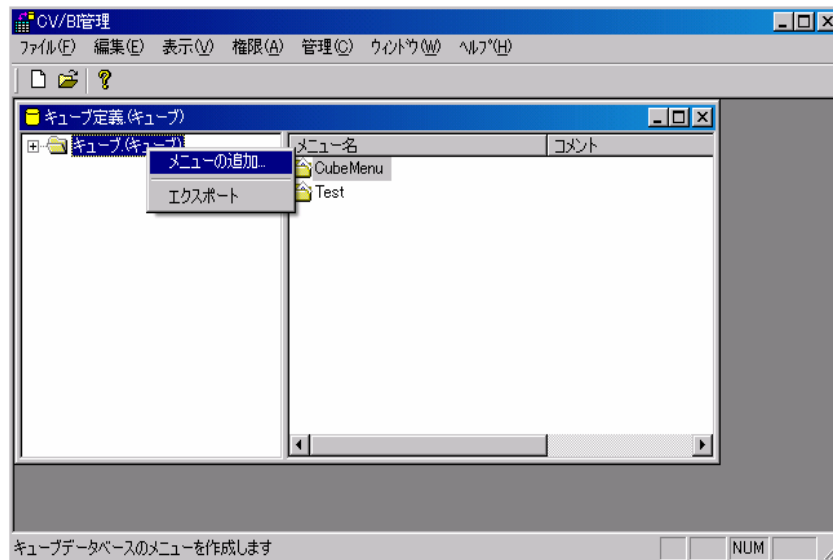 CV/BI管理
ファイル(F) 編集(E) 表示(V) 権限(A) 管理(C) ウィンドウ(W) ヘルプ(H)
キューブ定義.(キューブ)
キューブ.(キューブ)
メニュー名 コメント
メニューの追加...
エクスポート
CubeMenu
Test
キューブデータベースのメニューを作成します
NUM